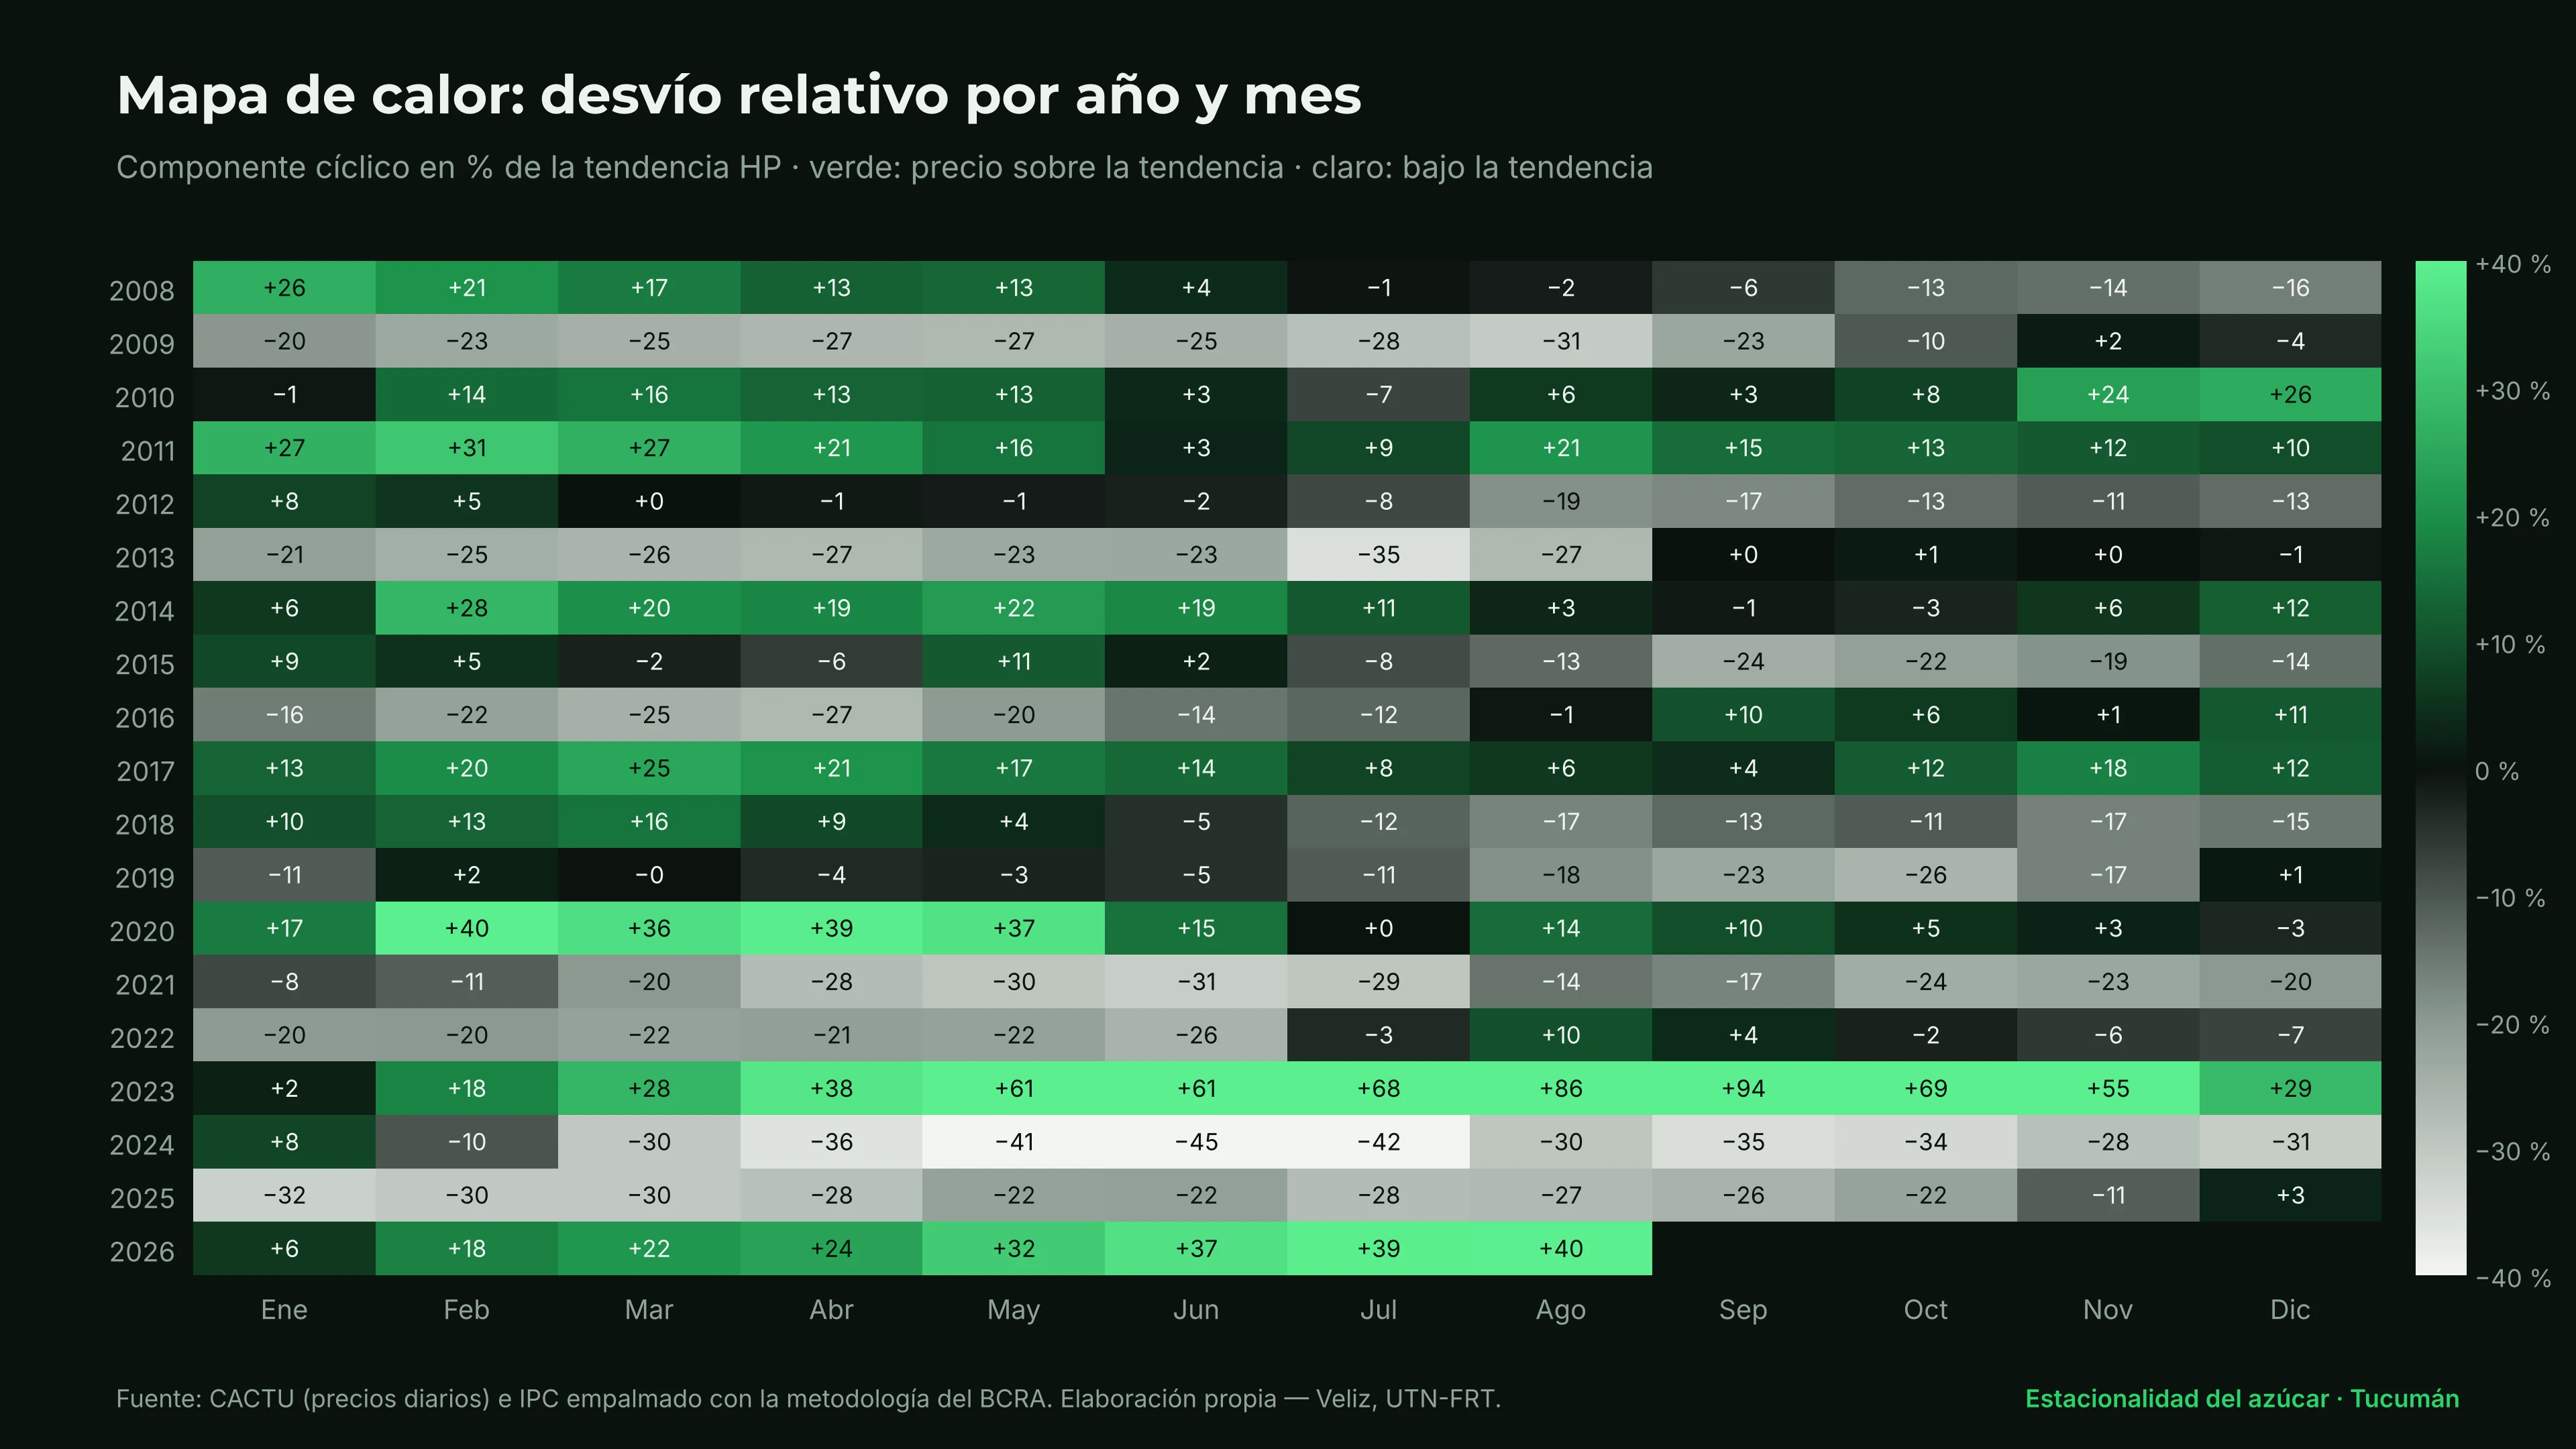 Mapa de calor: desvío relativo por año y mes
Componente cíclico en % de la tendencia HP · verde: precio sobre la tendencia · claro: bajo la tendencia
2008 +26 +21 +17 +13 +13 +4 −1 −2 −6 −13 −14 −16
2009 −20 −23 −25 −27 −27 −25 −28 −31 −23 −10 +2 −4
2010 −1 +14 +16 +13 +13 +3 −7 +6 +3 +8 +24 +26
2011 +27 +31 +27 +21 +16 +3 +9 +21 +15 +13 +12 +10
2012 +8 +5 +0 −1 −1 −2 −8 −19 −17 −13 −11 −13
2013 −21 −25 −26 −27 −23 −23 −35 −27 +0 +1 +0 −1
2014 +6 +28 +20 +19 +22 +19 +11 +3 −1 −3 +6 +12
2015 +9 +5 −2 −6 +11 +2 −8 −13 −24 −22 −19 −14
2016 −16 −22 −25 −27 −20 −14 −12 −1 +10 +6 +1 +11
2017 +13 +20 +25 +21 +17 +14 +8 +6 +4 +12 +18 +12
2018 +10 +13 +16 +9 +4 −5 −12 −17 −13 −11 −17 −15
2019 −11 +2 −0 −4 −3 −5 −11 −18 −23 −26 −17 +1
2020 +17 +40 +36 +39 +37 +15 +0 +14 +10 +5 +3 −3
2021 −8 −11 −20 −28 −30 −31 −29 −14 −17 −24 −23 −20
2022 −20 −20 −22 −21 −22 −26 −3 +10 +4 −2 −6 −7
2023 +2 +18 +28 +38 +61 +61 +68 +86 +94 +69 +55 +29
2024 +8 −10 −30 −36 −41 −45 −42 −30 −35 −34 −28 −31
2025 −32 −30 −30 −28 −22 −22 −28 −27 −26 −22 −11 +3
2026 +6 +18 +22 +24 +32 +37 +39 +40
Ene Feb Mar Abr May Jun Jul Ago Sep Oct Nov Dic
+40 %
+30 %
+20 %
+10 %
0 %
−10 %
−20 %
−30 %
−40 %
Fuente: CACTU (precios diarios) e IPC empalmado con la metodología del BCRA. Elaboración propia — Veliz, UTN-FRT.
Estacionalidad del azúcar · Tucumán